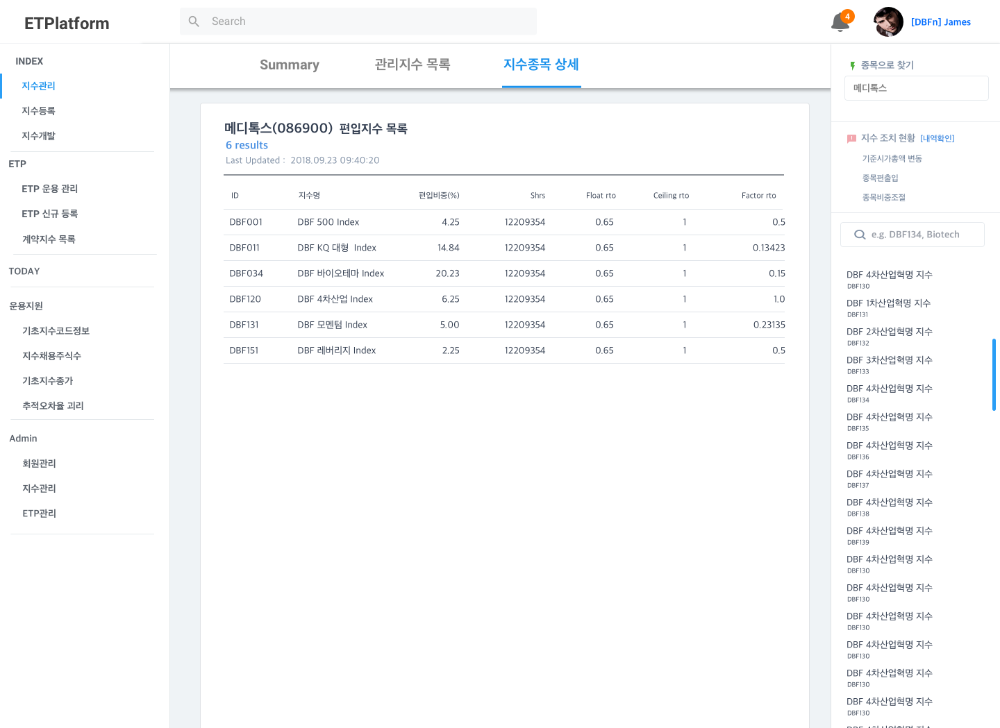 ETPlatform
Search
4
[DBFn] James
INDEX
지수관리
지수등록
지수개발
ETP
ETP 운용 관리
ETP 신규 등록
계약지수 목록
TODAY
운용지원
기초지수코드정보
지수채용주식수
기초지수종가
추적오차율 괴리
Admin
회원관리
지수관리
ETP관리
Summary 관리지수 목록 지수종목 상세
메디톡스(086900) 편입지수 목록
6 results
Last Updated : 2018.09.23 09:40:20
ID 지수명 편입비중(%) Shrs Float rto Ceiling rto Factor rto
DBF001 DBF 500 Index 4.25 12209354 0.65 1 0.5
DBF011 DBF KQ 대형 Index 14.84 12209354 0.65 1 0.13423
DBF034 DBF 바이오테마 Index 20.23 12209354 0.65 1 0.15
DBF120 DBF 4차산업 Index 6.25 12209354 0.65 1 1.0
DBF131 DBF 모멘텀 Index 5.00 12209354 0.65 1 0.23135
DBF151 DBF 레버리지 Index 2.25 12209354 0.65 1 0.5
종목으로 찾기
메디톡스
지수 조치 현황 [내역확인]
기준시가총액 변동
종목편출입
종목비중조절
e.g. DBF134, Biotech
DBF 4차산업혁명 지수
DBF130
DBF 1차산업혁명 지수
DBF131
DBF 2차산업혁명 지수
DBF132
DBF 3차산업혁명 지수
DBF133
DBF 4차산업혁명 지수
DBF134
DBF 4차산업혁명 지수
DBF135
DBF 4차산업혁명 지수
DBF136
DBF 4차산업혁명 지수
DBF137
DBF 4차산업혁명 지수
DBF138
DBF 4차산업혁명 지수
DBF139
DBF 4차산업혁명 지수
DBF130
DBF 4차산업혁명 지수
DBF130
DBF 4차산업혁명 지수
DBF130
DBF 4차산업혁명 지수
DBF130
DBF 4차산업혁명 지수
DBF130
DBF 4차산업혁명 지수
DBF130